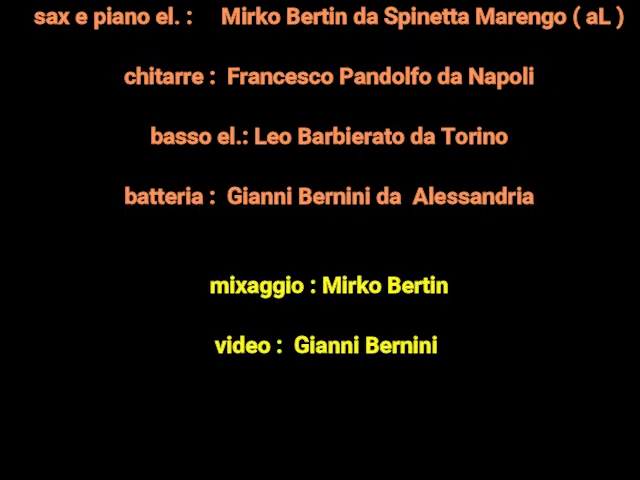 sax e piano el. : Mirko Bertin da Spinetta Marengo ( aL )
chitarre : Francesco Pandolfo da Napoli
basso el.: Leo Barbierato da Torino
batteria : Gianni Bernini da Alessandria
mixaggio : Mirko Bertin
video : Gianni Bernini